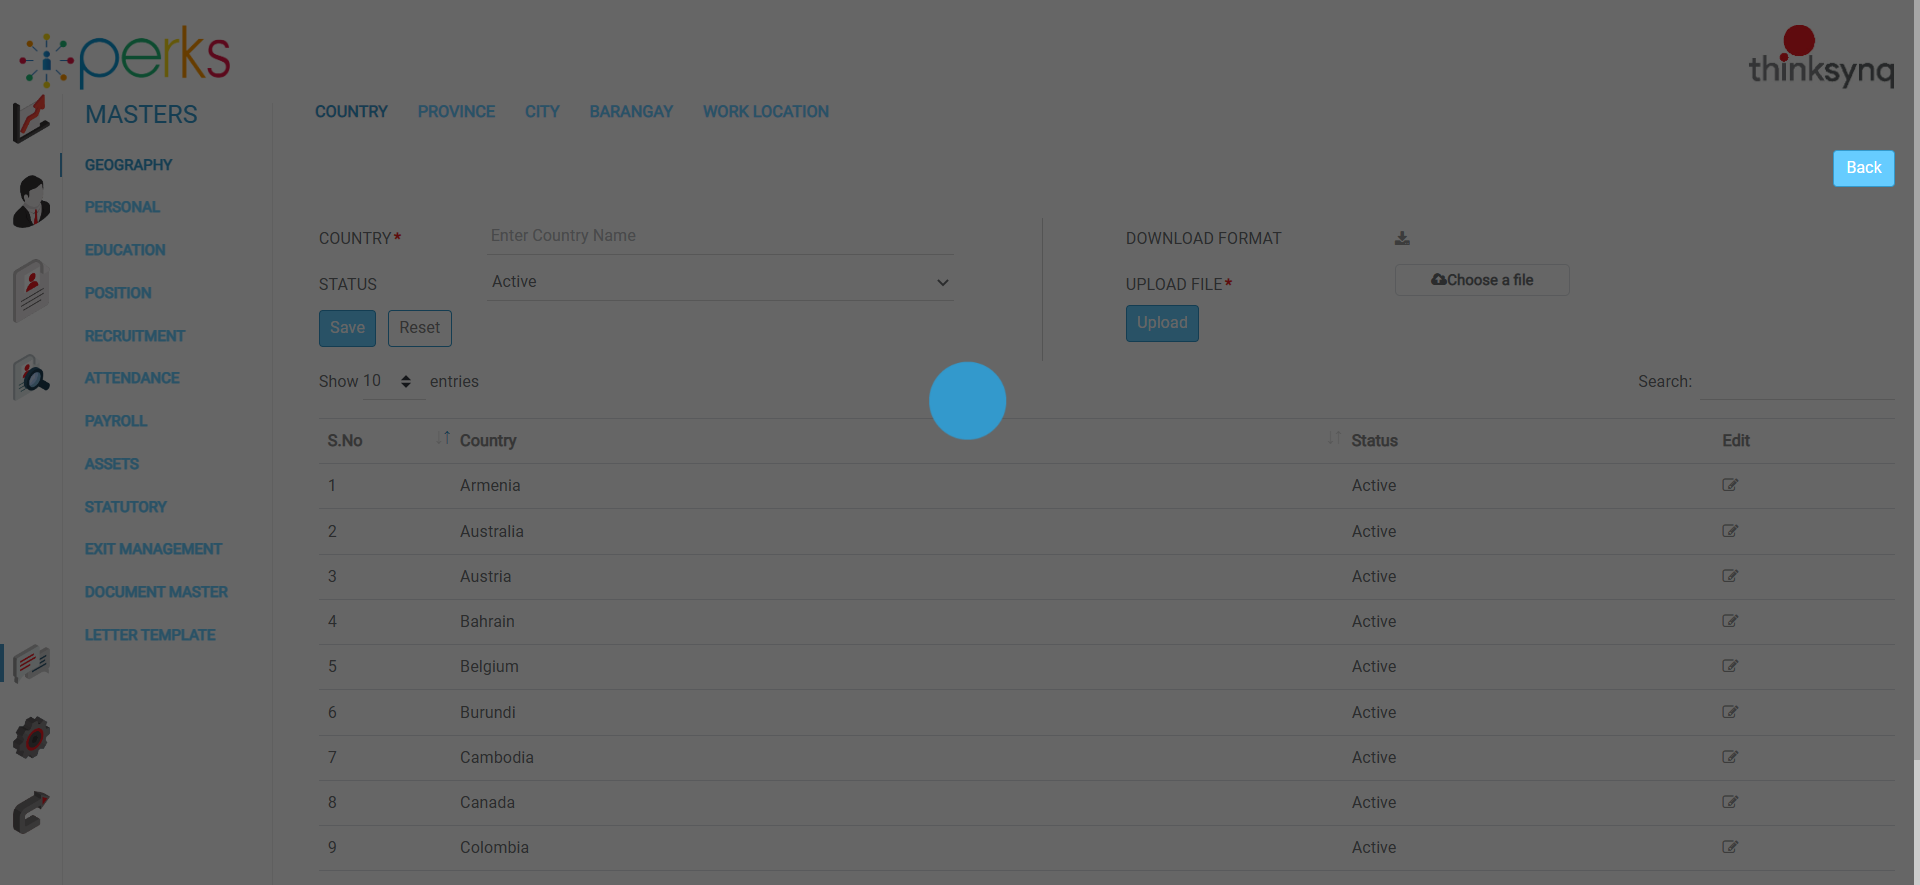 perks
thinksynq
MASTERS
COUNTRY PROVINCE CITY BARANGAY WORK LOCATION
GEOGRAPHY
PERSONAL
EDUCATION
POSITION
RECRUITMENT
ATTENDANCE
PAYROLL
ASSETS
STATUTORY
EXIT MANAGEMENT
DOCUMENT MASTER
LETTER TEMPLATE
Back
COUNTRY* Enter Country Name
STATUS Active
Save Reset
DOWNLOAD FORMAT
UPLOAD FILE* Choose a file
Upload
Show 10 entries
Search:
S.No Country Status Edit
1 Armenia Active
2 Australia Active
3 Austria Active
4 Bahrain Active
5 Belgium Active
6 Burundi Active
7 Cambodia Active
8 Canada Active
9 Colombia Active